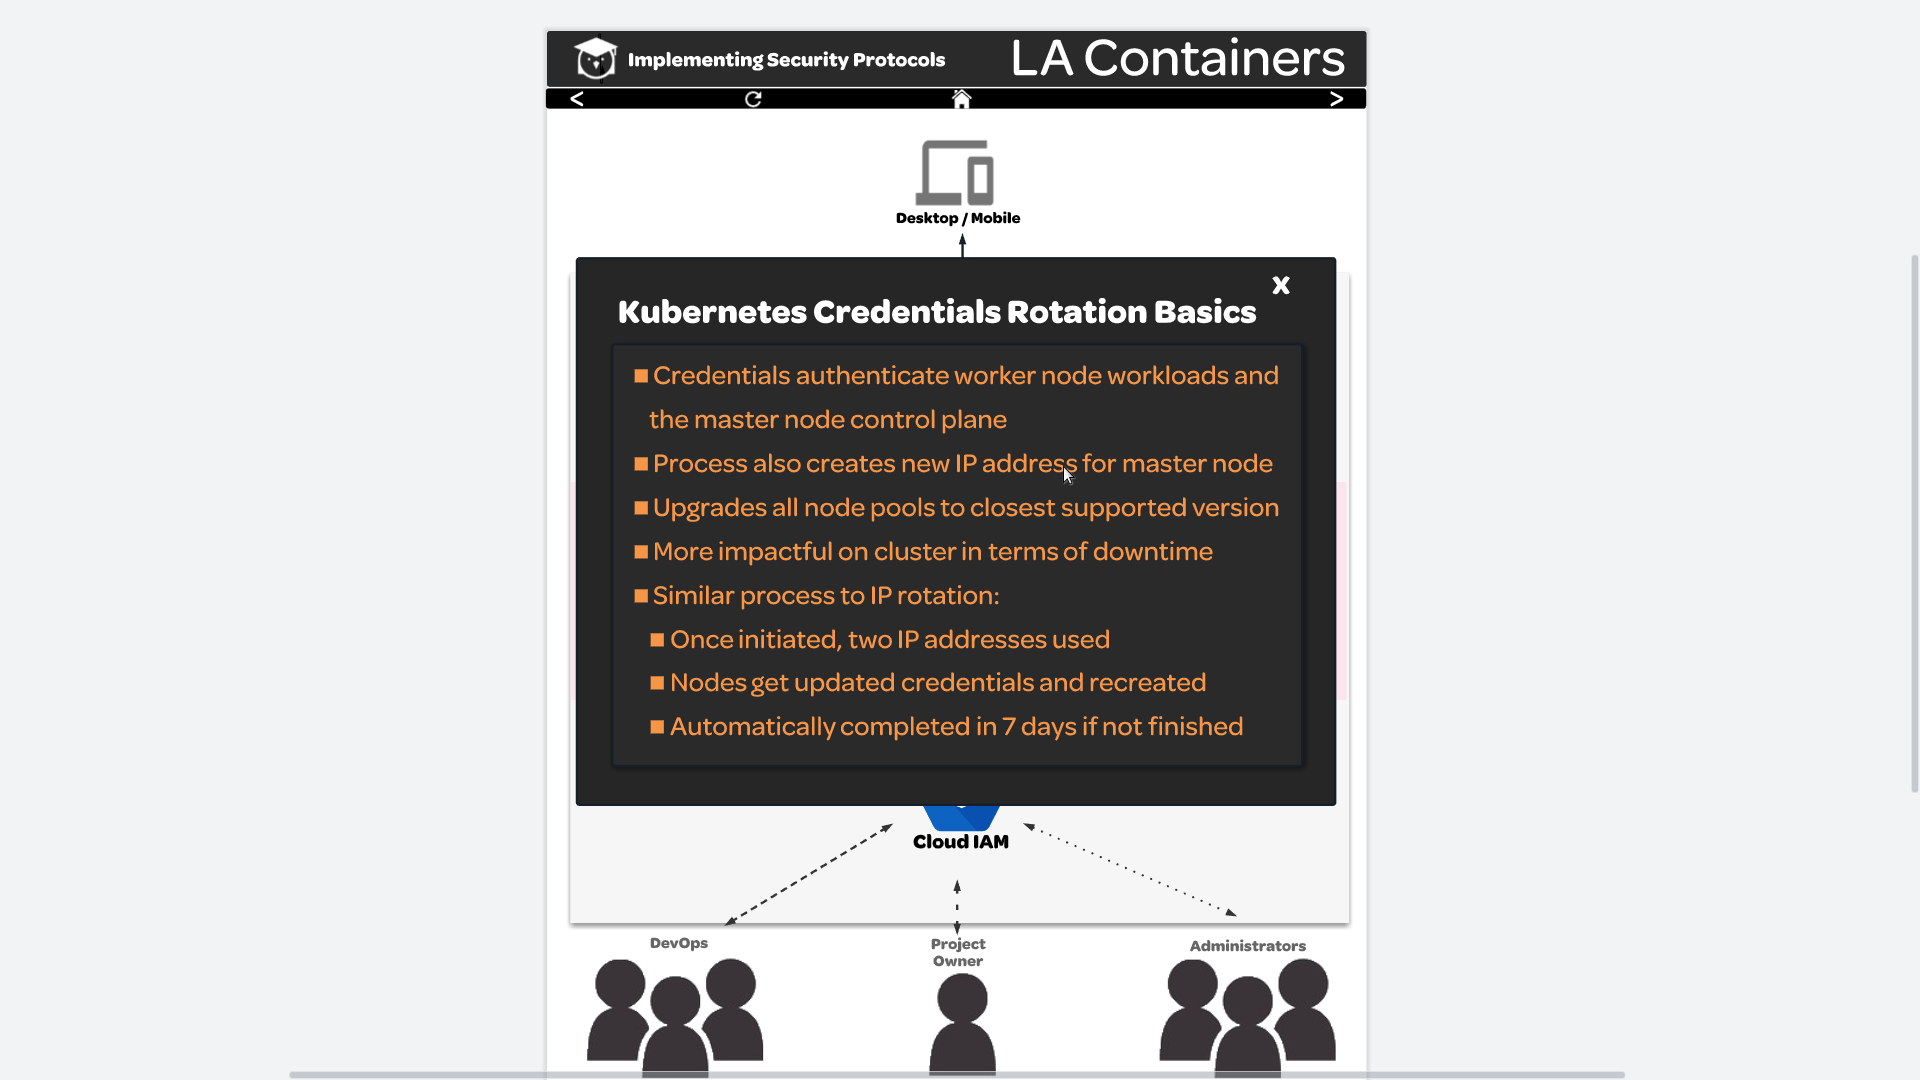 Implementing Security Protocols
LA Containers
< >
Desktop / Mobile
X
Kubernetes Credentials Rotation Basics
Credentials authenticate worker node workloads and
the master node control plane
Process also creates new IP address for master node
Upgrades all node pools to closest supported version
More impactful on cluster in terms of downtime
Similar process to IP rotation:
Once initiated, two IP addresses used
Nodes get updated credentials and recreated
Automatically completed in 7 days if not finished
Cloud IAM
DevOps
Project
Owner
Administrators